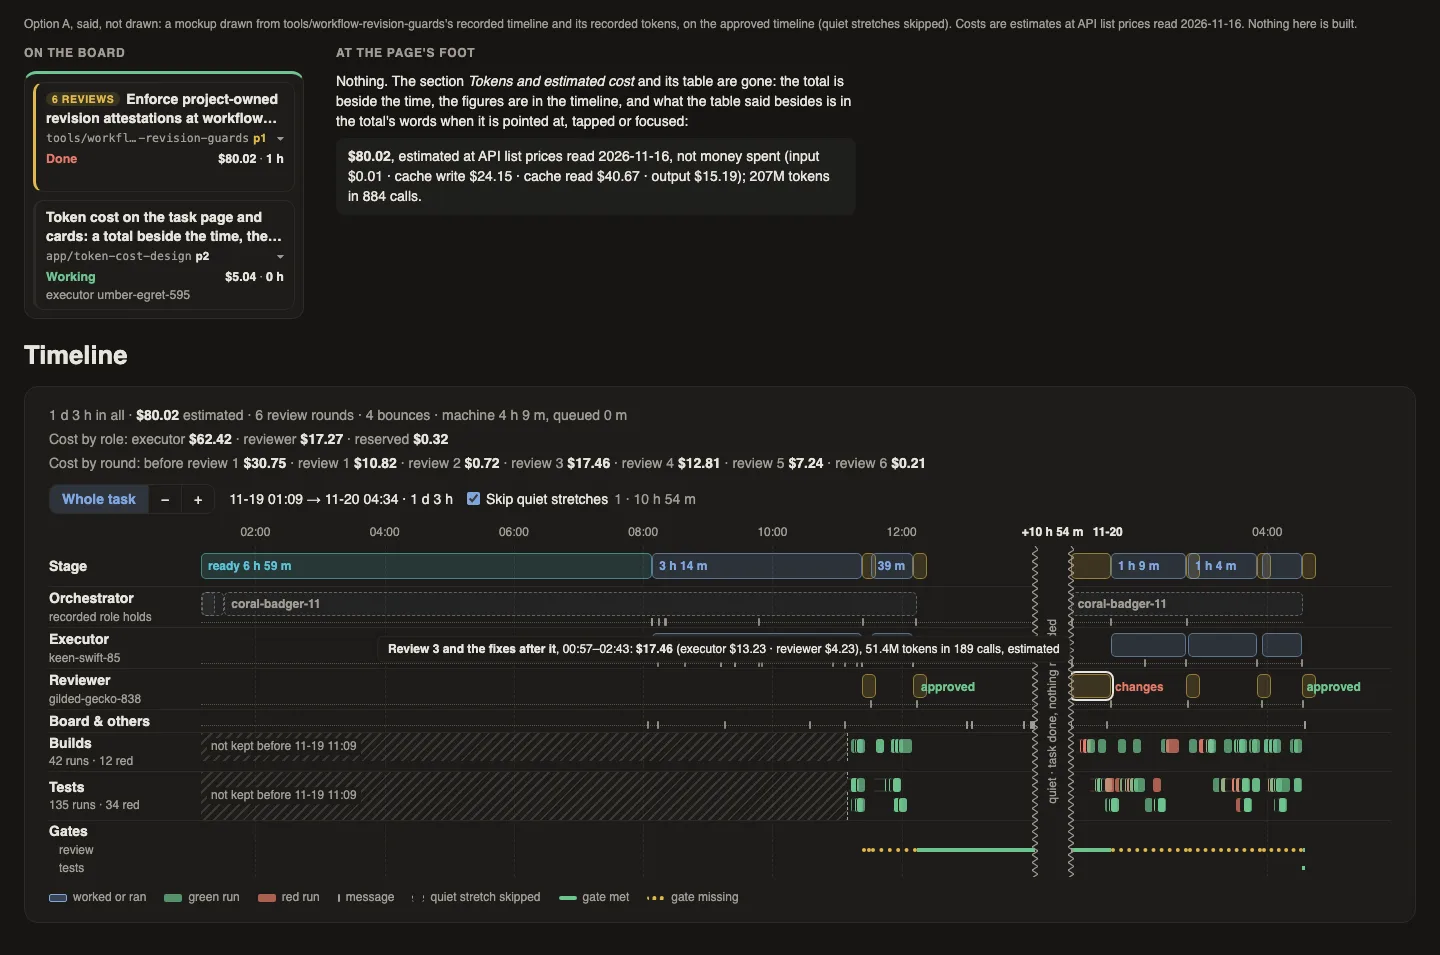 Option A, said, not drawn: a mockup drawn from tools/workflow-revision-guards's recorded timeline and its recorded tokens, on the approved timeline (quiet stretches skipped). Costs are estimates at API list prices read 2026-11-16. Nothing here is built.
ON THE BOARD
6 REVIEWS Enforce project-owned
revision attestations at workflow…
tools/workfl…-revision-guards p1
Done $80.02 · 1 h
Token cost on the task page and
cards: a total beside the time, the…
app/token-cost-design p2
Working $5.04 · 0 h
executor umber-egret-595
AT THE PAGE'S FOOT
Nothing. The section Tokens and estimated cost and its table are gone: the total is
beside the time, the figures are in the timeline, and what the table said besides is in
the total's words when it is pointed at, tapped or focused:
$80.02, estimated at API list prices read 2026-11-16, not money spent (input
$0.01 · cache write $24.15 · cache read $40.67 · output $15.19); 207M tokens
in 884 calls.
Timeline
1 d 3 h in all · $80.02 estimated · 6 review rounds · 4 bounces · machine 4 h 9 m, queued 0 m
Cost by role: executor $62.42 · reviewer $17.27 · reserved $0.32
Cost by round: before review 1 $30.75 · review 1 $10.82 · review 2 $0.72 · review 3 $17.46 · review 4 $12.81 · review 5 $7.24 · review 6 $0.21
Whole task − + 11-19 01:09 → 11-20 04:34 · 1 d 3 h Skip quiet stretches 1 · 10 h 54 m
02:00 04:00 06:00 08:00 10:00 12:00 +10 h 54 m 11-20 04:00
Stage ready 6 h 59 m 3 h 14 m 39 m 1 h 9 m 1 h 4 m
Orchestrator
recorded role holds
coral-badger-11 coral-badger-11
Executor
keen-swift-85
Review 3 and the fixes after it, 00:57–02:43: $17.46 (executor $13.23 · reviewer $4.23), 51.4M tokens in 189 calls, estimated
Reviewer
gilded-gecko-838
approved changes approved
Board & others
quiet · task done, nothing
Builds
42 runs · 12 red
not kept before 11-19 11:09
Tests
135 runs · 34 red
not kept before 11-19 11:09
Gates
review
tests
worked or ran green run red run message quiet stretch skipped gate met gate missing